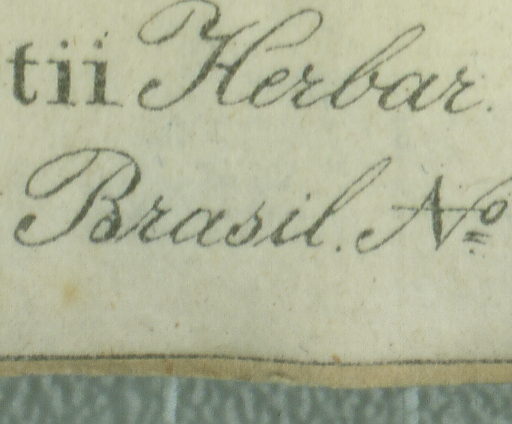 tii Herbar.
Brasil. Nº